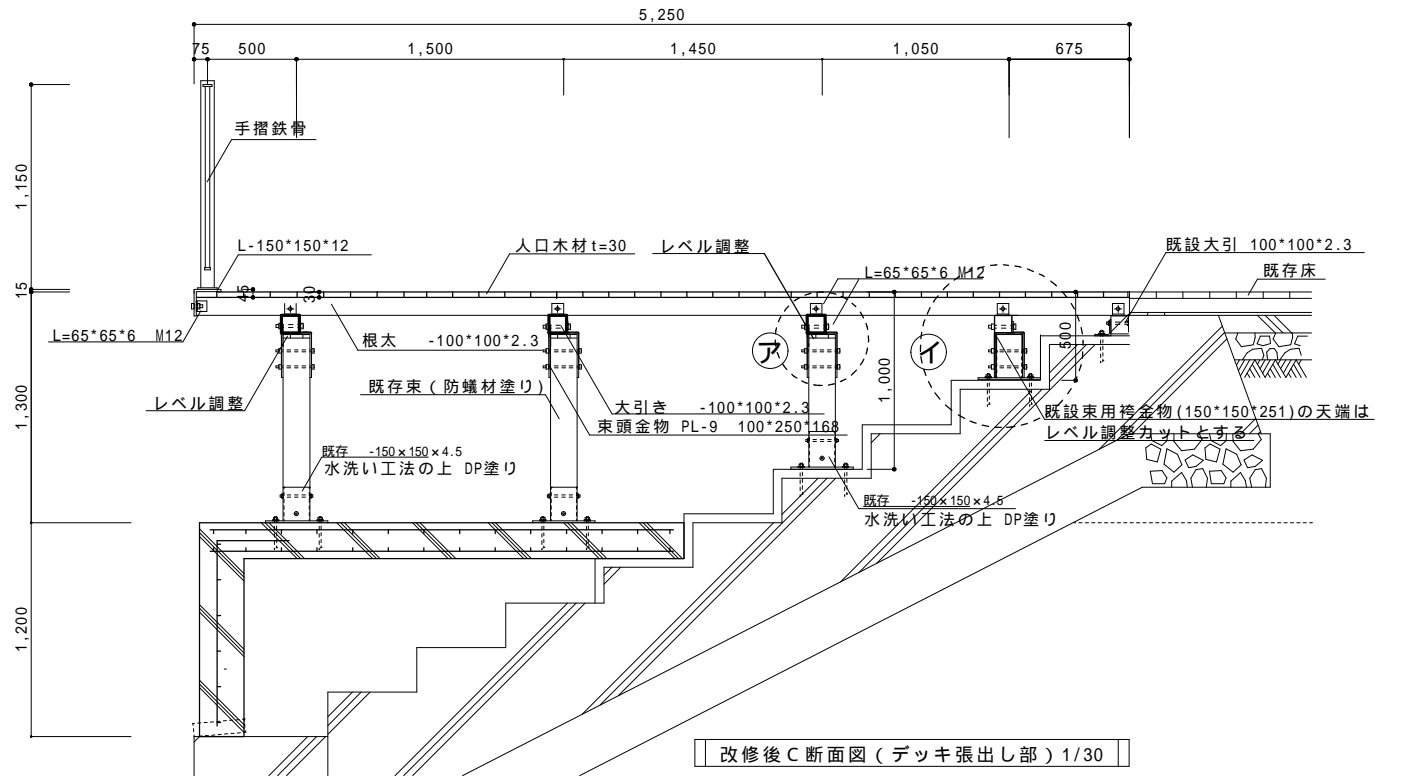 5,250
75 500 1,500 1,450 1,050 675
1,150
手摺鉄骨
L-150*150*12
人口木材t=30
レベル調整
L=65*65*6 M12
既設大引 100*100*2.3
既存床
15
45
30
L=65*65*6 M12
根太 -100*100*2.3
ア
イ
500
1,000
1,300
レベル調整
既存束(防蟻材塗り)
大引き -100*100*2.3
束頭金物 PL-9 100*250*168
既設束用袴金物(150*150*251)の天端は
レベル調整カットとする
既存 -150×150×4.5
水洗い工法の上 DP塗り
既存 -150×150×4.5
水洗い工法の上 DP塗り
1,200
改修後C断面図(デッキ張出し部)1/30